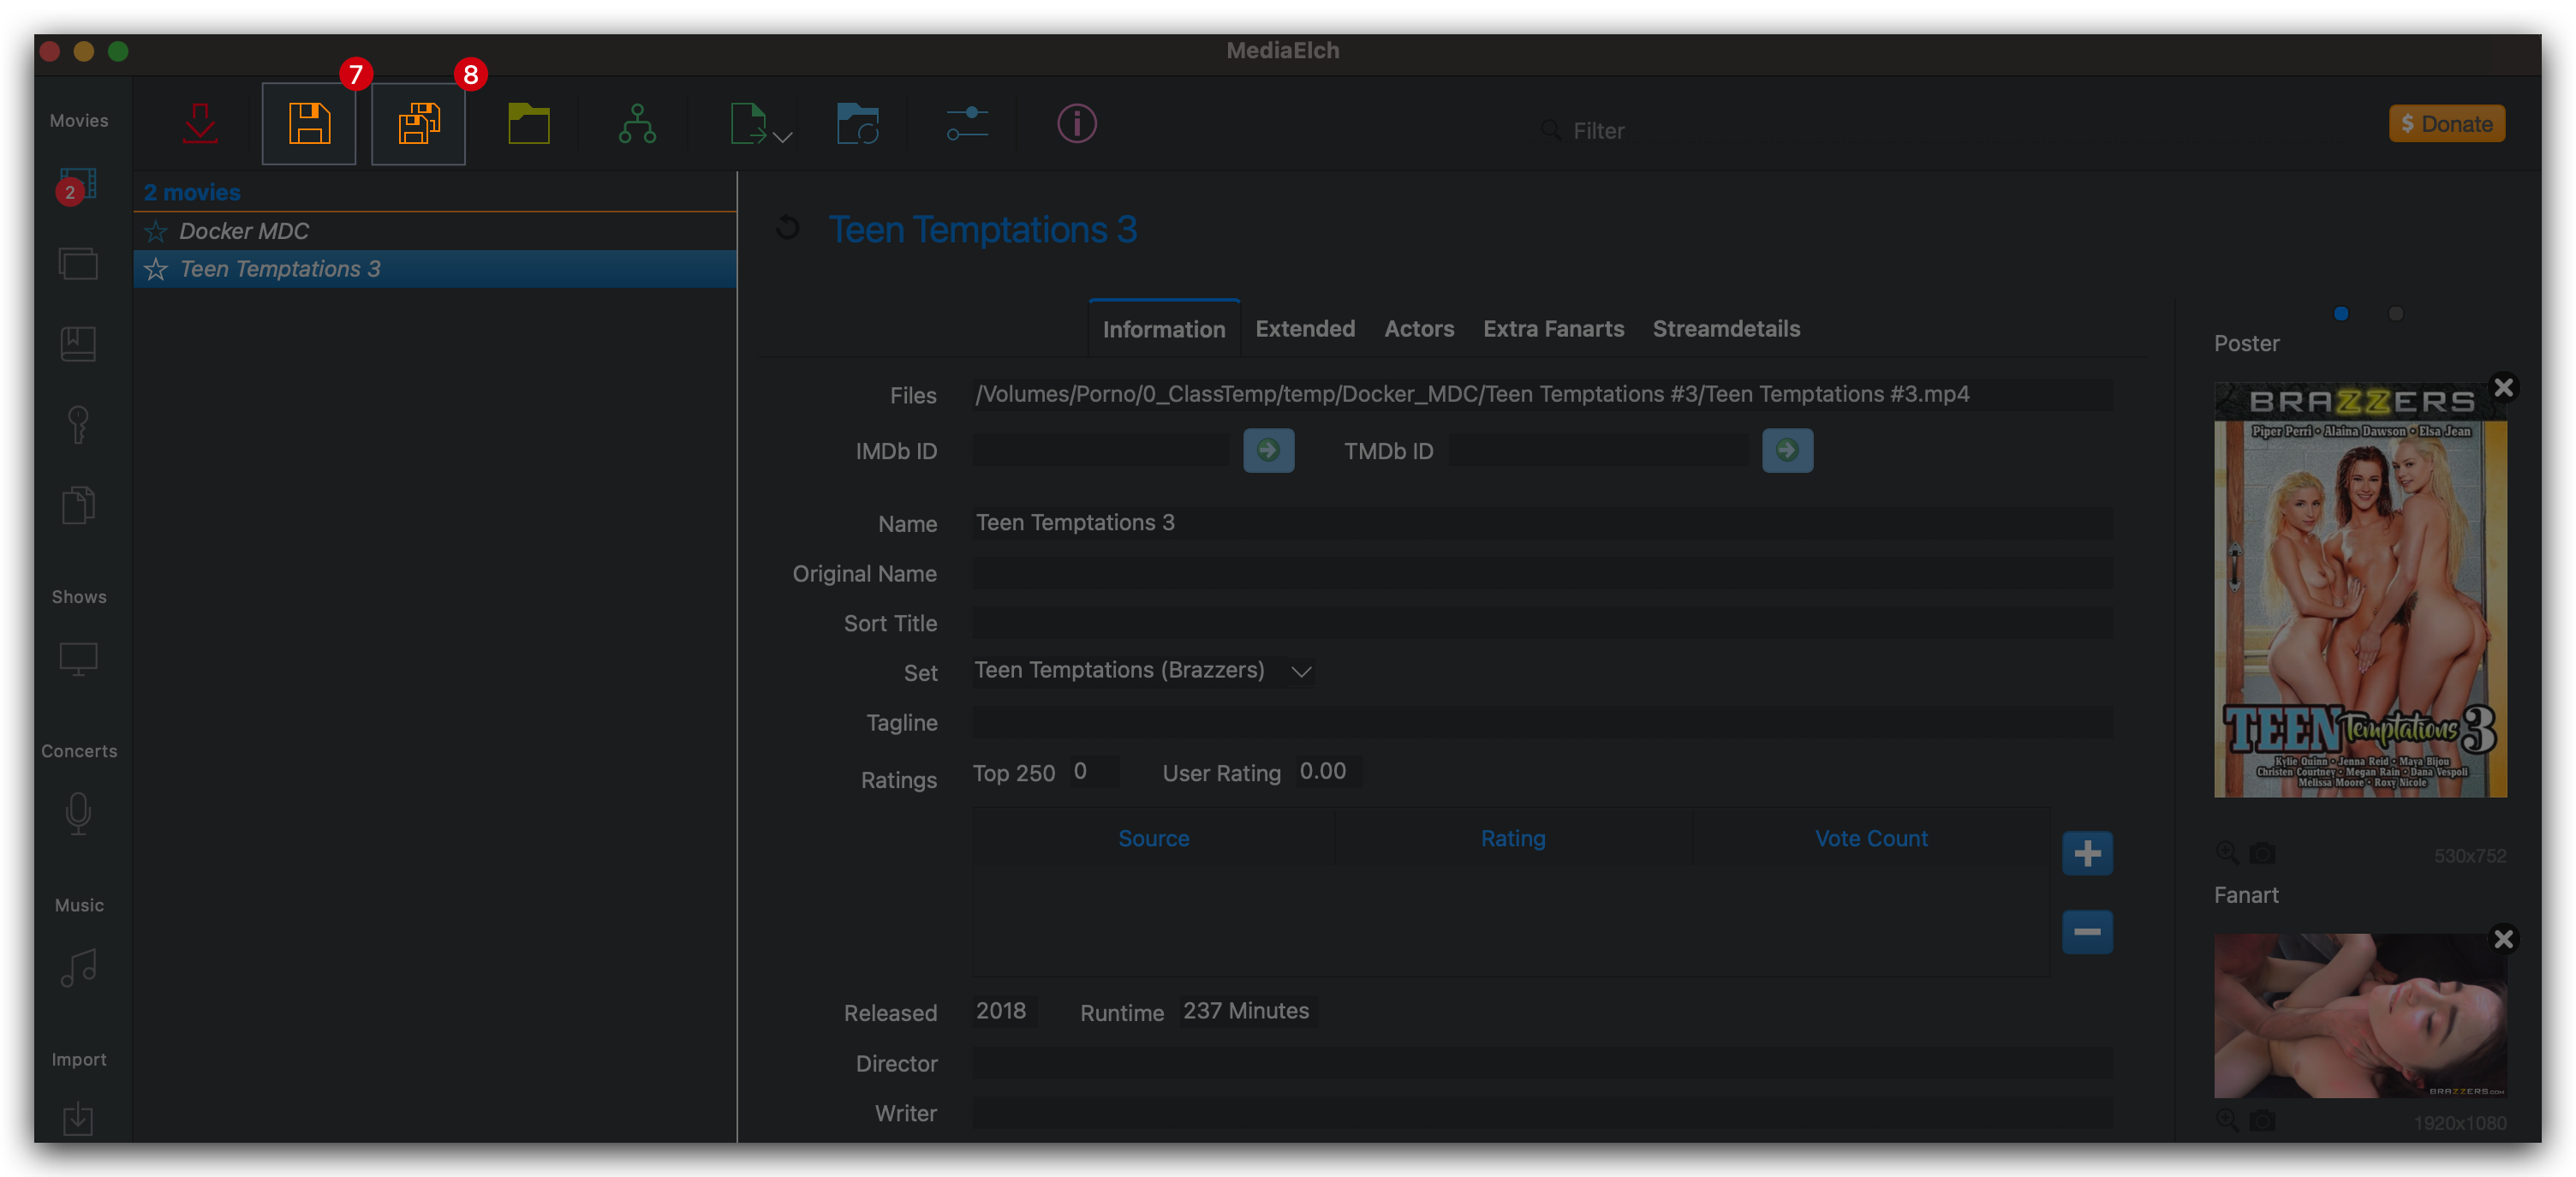 MediaElch
7
8
Movies
Filter
$ Donate
2
2 movies
Docker MDC
Teen Temptations 3
Teen Temptations 3
Information
Extended
Actors
Extra Fanarts
Streamdetails
Poster
Files
/Volumes/Porno/0_ClassTemp/temp/Docker_MDC/Teen Temptations #3/Teen Temptations #3.mp4
BRAZZERS
Piper Perri • Alaina Dawson • Elsa Jean
IMDb ID
TMDb ID
Name
Teen Temptations 3
Original Name
Shows
Sort Title
Set
Teen Temptations (Brazzers)
Tagline
TEEN Temptations 3
Concerts
Ratings
Top 250
0
User Rating
0.00
Kylie Quinn • Jenna Reid • Maya Bijou
Christen Courtney • Megan Rain • Dana Vespoli
Melissa Moore • Roxy Nicole
Source
Rating
Vote Count
530x752
Music
Fanart
Released
2018
Runtime
237 Minutes
Import
Director
BRAZZERS.COM
Writer
1920x1080